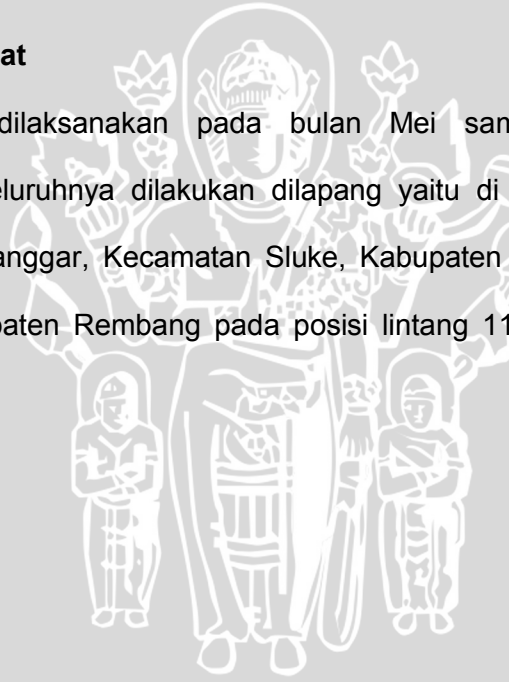 at
dilaksanakan pada bulan Mei sam
eluruhnya dilakukan dilapang yaitu di
anggar, Kecamatan Sluke, Kabupaten
paten Rembang pada posisi lintang 11